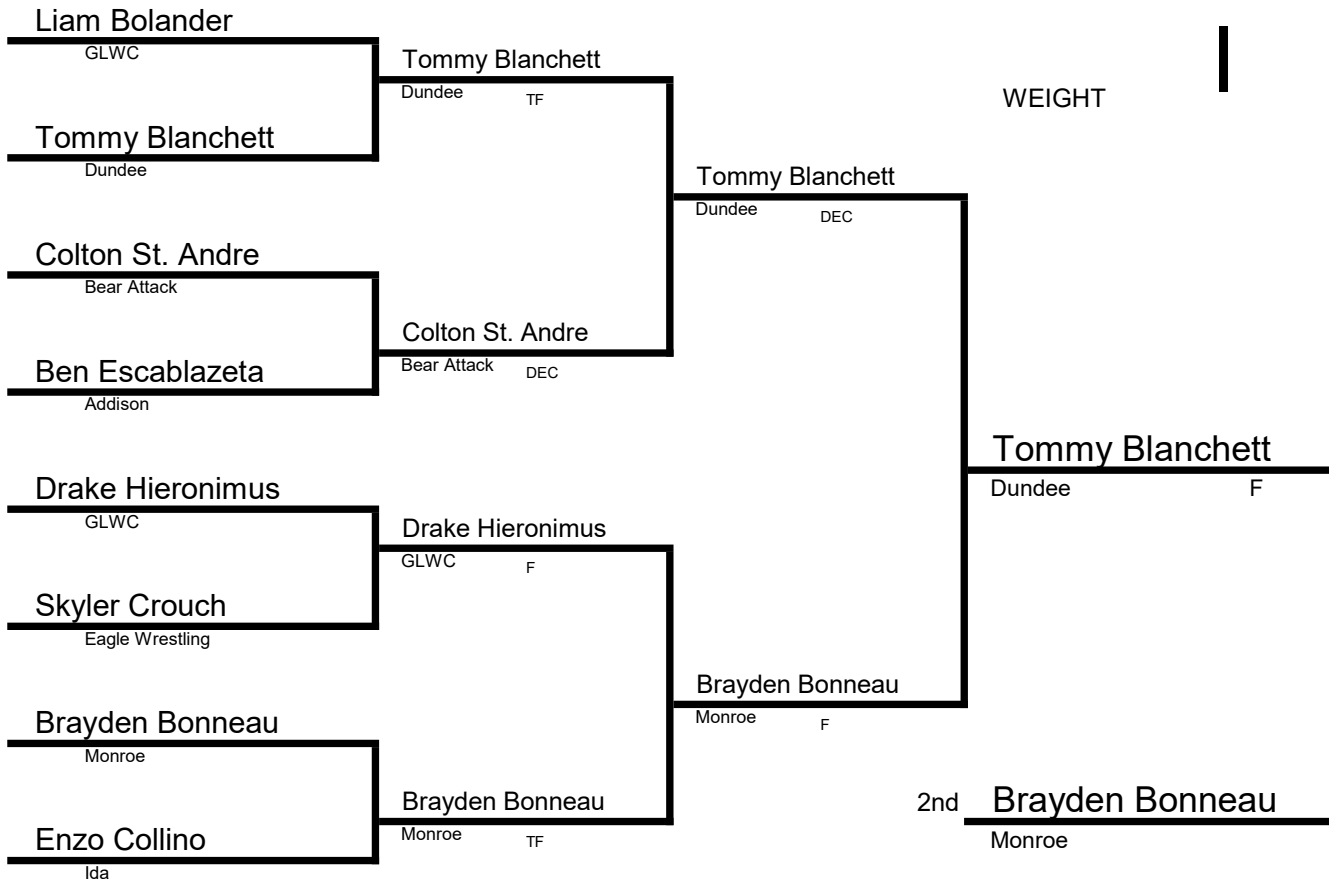 Liam Bolander
GLWC
Tommy Blanchett
Dundee TF
WEIGHT
Tommy Blanchett
Dundee
Tommy Blanchett
Dundee DEC
Colton St. Andre
Bear Attack
Colton St. Andre
Bear Attack DEC
Ben Escablazeta
Addison
Tommy Blanchett
Dundee F
Drake Hieronimus
GLWC
Drake Hieronimus
GLWC F
Skyler Crouch
Eagle Wrestling
Brayden Bonneau
Monroe F
Brayden Bonneau
Monroe
Brayden Bonneau
Monroe TF
2nd Brayden Bonneau
Monroe
Enzo Collino
Ida